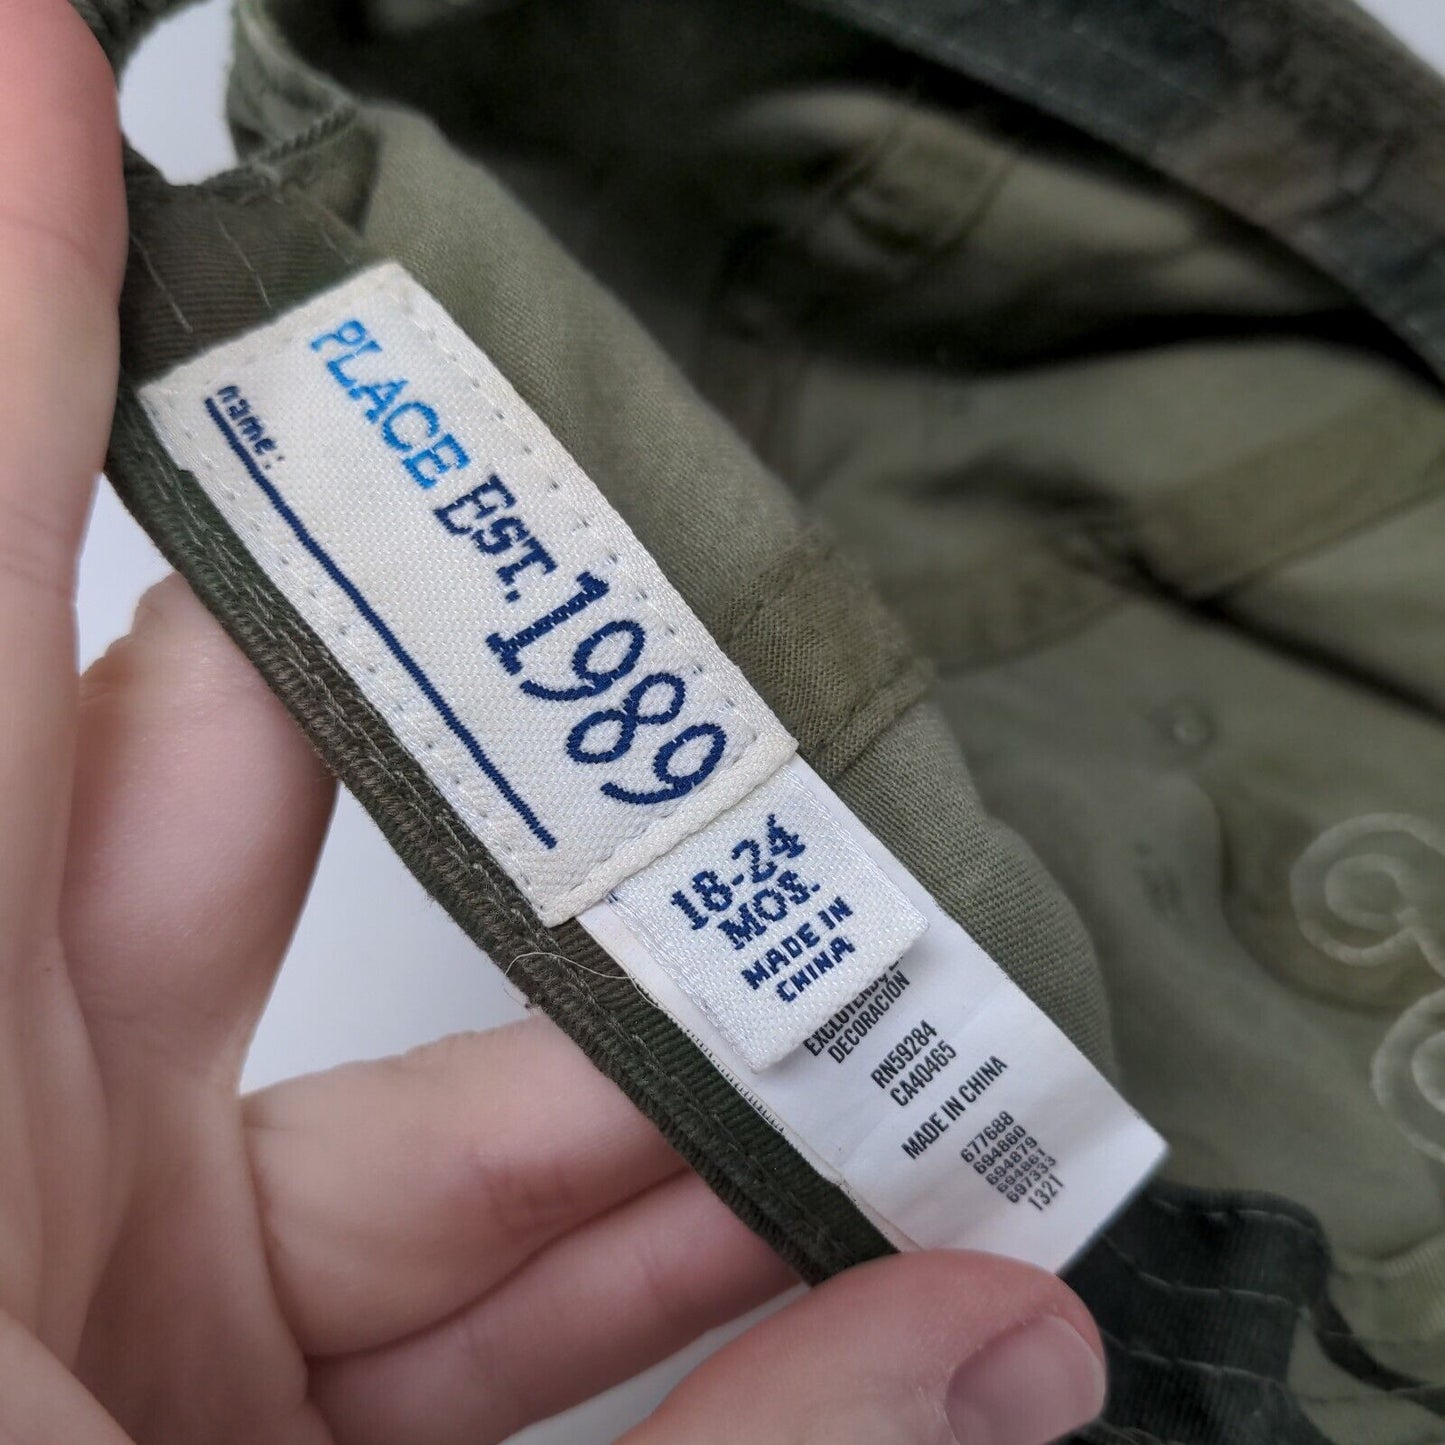 PLACE EST. 1989
name:
18-24
MOS.
MADE IN
CHINA
DECORACIÓN
RN59284
CA40465
MADE IN CHINA
677688
694860
694879
694861
697333
1321